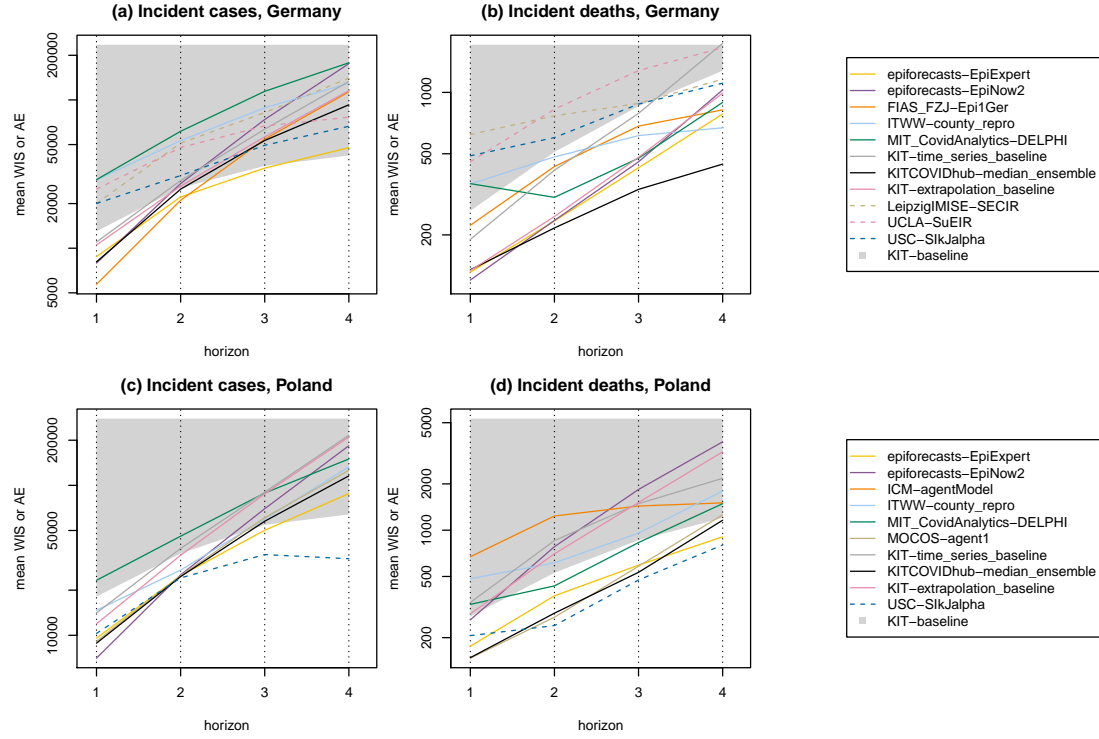 (a) Incident cases, Germany
mean WIS or AE
200000
50000
20000
5000
1
2
3
4
horizon
(b) Incident deaths, Germany
mean WIS or AE
1000
500
200
1
2
3
4
horizon
epiforecasts−EpiExpert
epiforecasts−EpiNow2
FIAS_FZJ−Epi1Ger
ITWW−county_repro
MIT_CovidAnalytics−DELPHI
KIT−time_series_baseline
KITCOVIDhub−median_ensemble
KIT−extrapolation_baseline
LeipzigIMISE−SECIR
UCLA−SuEIR
USC−SIkJalpha
KIT−baseline
(c) Incident cases, Poland
mean WIS or AE
200000
50000
10000
1
2
3
4
horizon
(d) Incident deaths, Poland
mean WIS or AE
5000
2000
1000
500
200
1
2
3
4
horizon
epiforecasts−EpiExpert
epiforecasts−EpiNow2
ICM−agentModel
ITWW−county_repro
MIT_CovidAnalytics−DELPHI
MOCOS−agent1
KIT−time_series_baseline
KITCOVIDhub−median_ensemble
KIT−extrapolation_baseline
USC−SIkJalpha
KIT−baseline